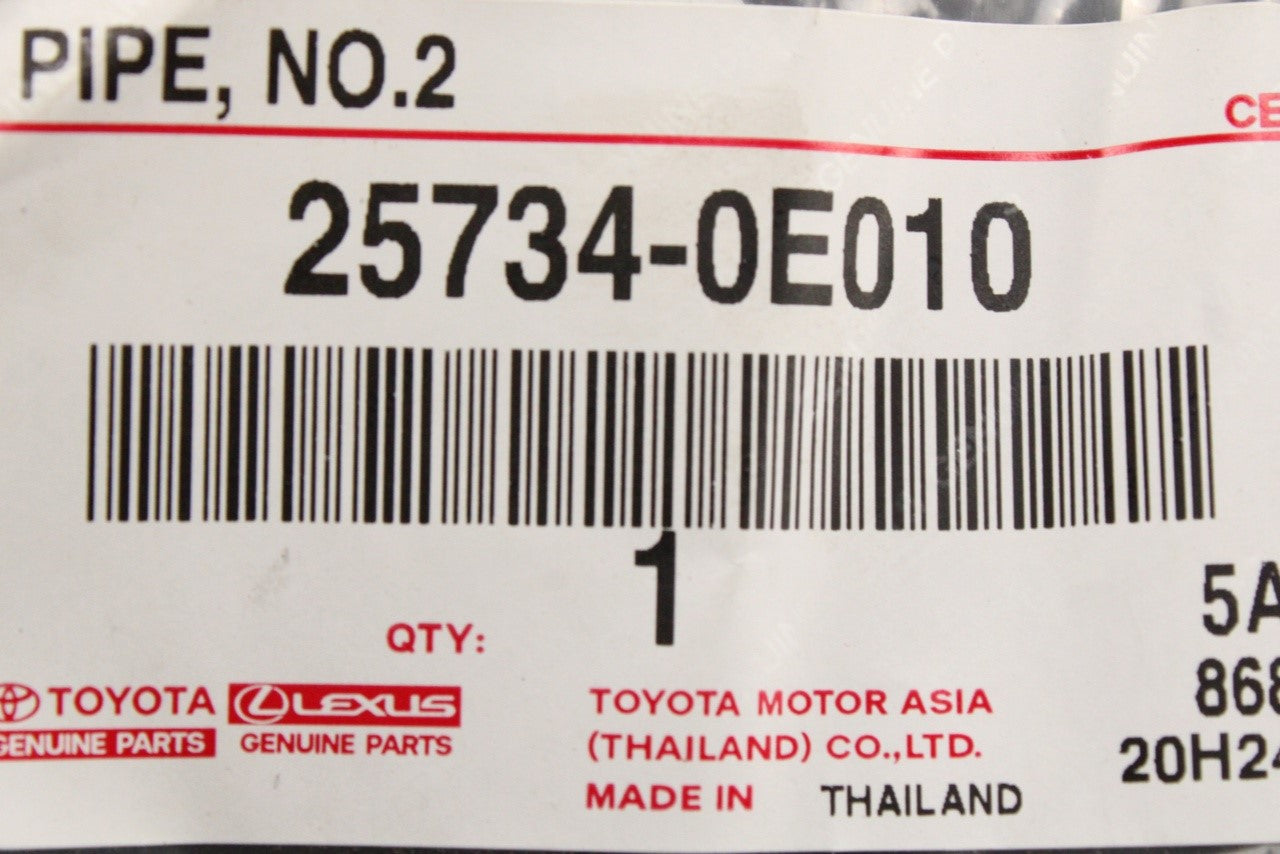 PIPE, NO.2
CE
25734-0E010
1
QTY:
5A
868
20H24
TOYOTA
GENUINE PARTS
LEXUS
GENUINE PARTS
TOYOTA MOTOR ASIA
(THAILAND) CO.,LTD.
MADE IN THAILAND